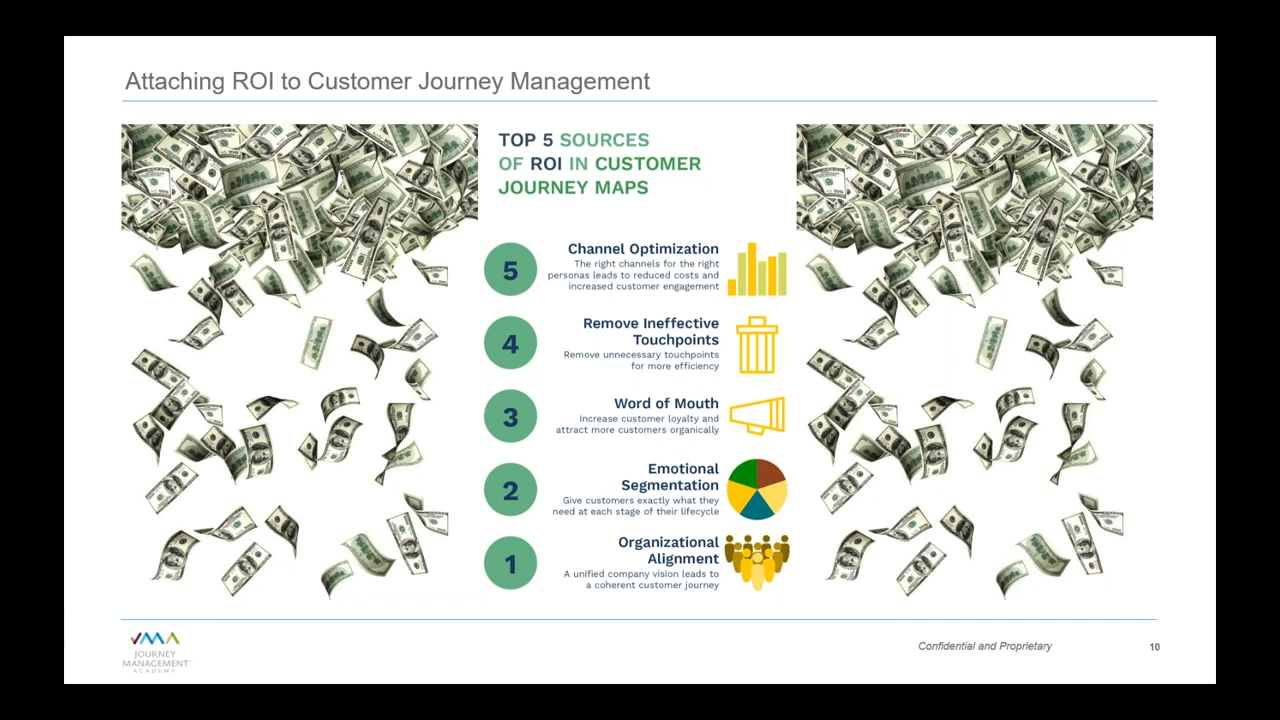 Attaching ROI to Customer Journey Management
TOP 5 SOURCES
OF ROI IN CUSTOMER
JOURNEY MAPS
5
Channel Optimization
The right channels for the right
personas leads to reduced costs and
increased customer engagement
4
Remove Ineffective
Touchpoints
Remove unnecessary touchpoints
for more efficiency
3
Word of Mouth
Increase customer loyalty and
attract more customers organically
2
Emotional
Segmentation
Give customers exactly what they
need at each stage of their lifecycle
1
Organizational
Alignment
A unified company vision leads to
a coherent customer journey
JOURNEY
MANAGEMENT
ACADEMY
Confidential and Proprietary
10